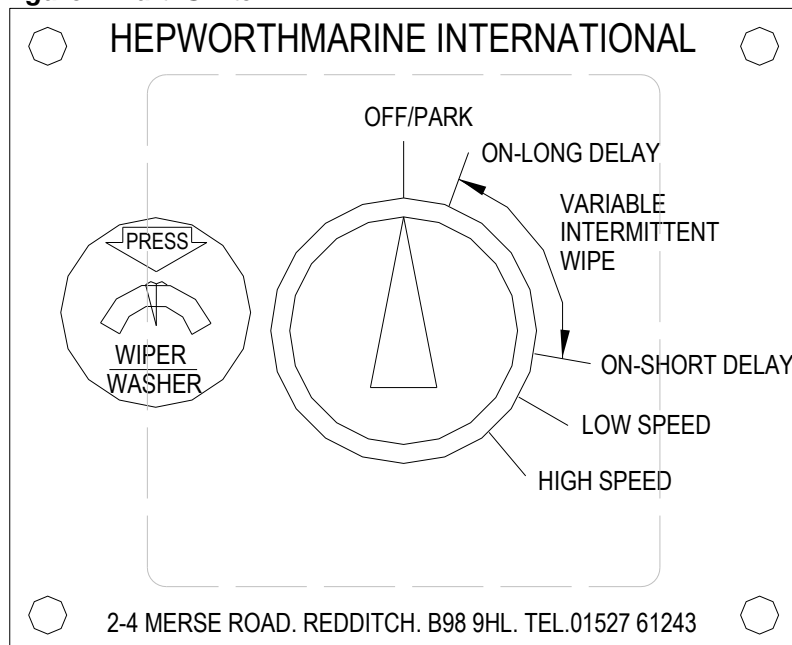 HEPWORTHMARINE INTERNATIONAL
OFF/PARK
ON-LONG DELAY
VARIABLE
INTERMITTENT
WIPE
PRESS
WIPER
WASHER
ON-SHORT DELAY
LOW SPEED
HIGH SPEED
2-4 MERSE ROAD. REDDITCH. B98 9HL. TEL.01527 61243